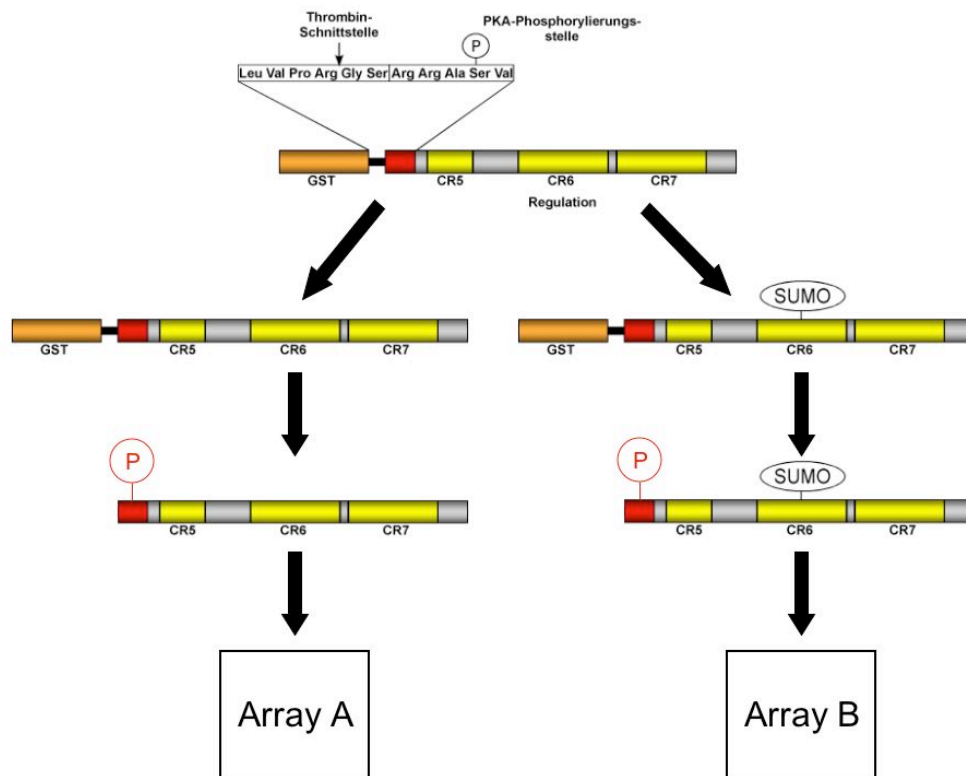 Thrombin-
Schnittstelle
PKA-Phosphorylierungs-
stelle
P
Leu Val Pro Arg Gly Ser Arg Arg Ala Ser Val
GST CR5 CR6 CR7
Regulation
SUMO
GST CR5 CR6 CR7
GST CR5 CR6 CR7
P
P
SUMO
CR5 CR6 CR7
CR5 CR6 CR7
Array A
Array B